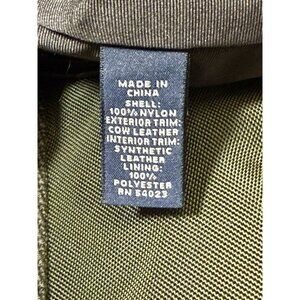 MADE IN
CHINA
SHELL:
100% NYLON
EXTERIOR TRIM:
COW LEATHER
INTERIOR TRIM:
SYNTHETIC
LEATHER
LINING:
100%
POLYESTER
RN 54023